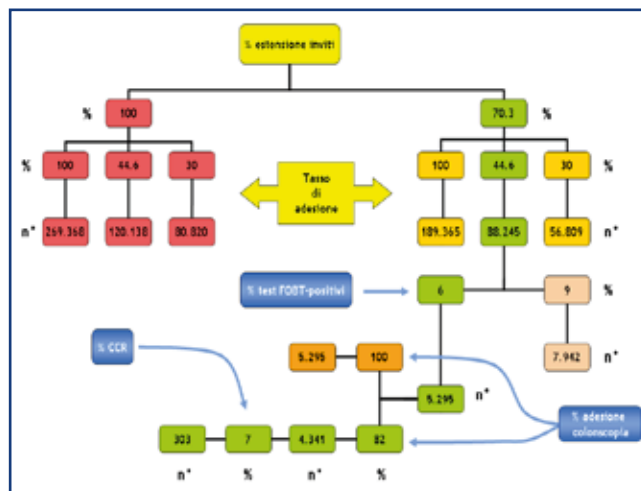 % estensione inviti
% 100 70.3 %
% 100 44.6 30 Tasso di adesione 100 44.6 30 %
n° 269.368 120.138 80.820 189.365 88.245 56.809 n°
% test FOBT-positivi 6 9 %
% CCR 5.295 100 7.942 n°
5.295 n°
% adesione colonscopia
303 7 4.341 82
n° % n° %